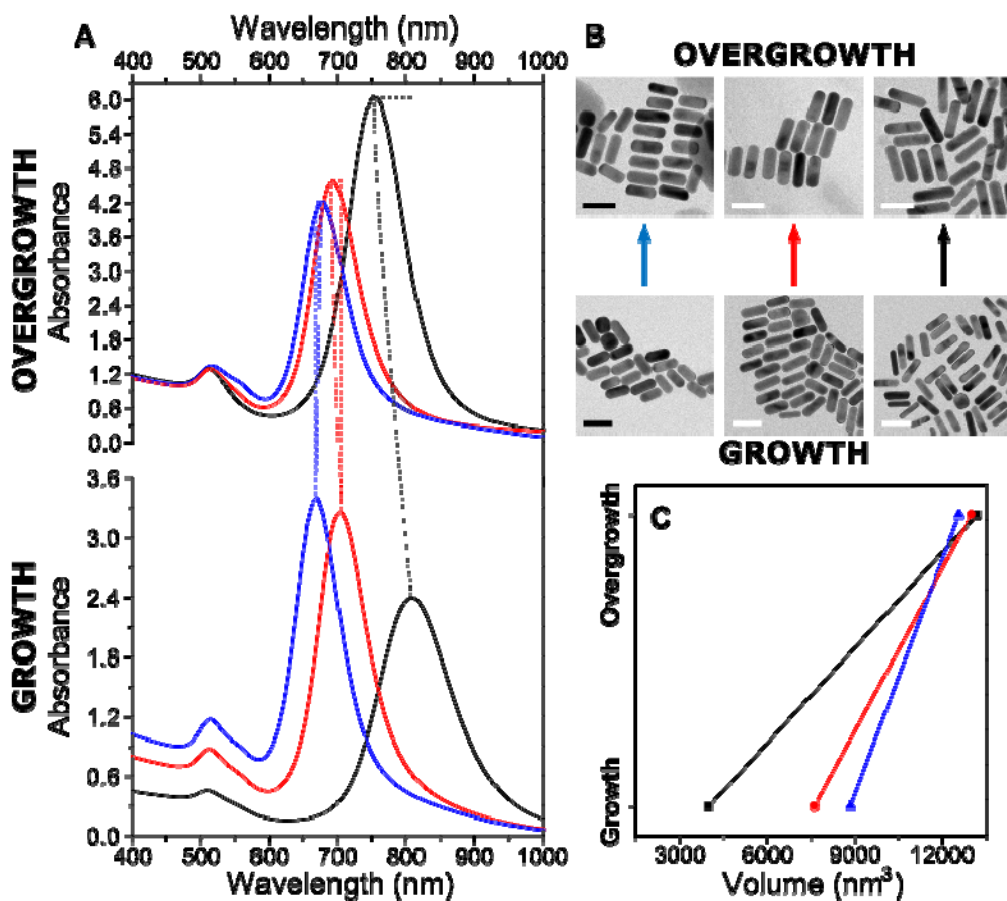 A
Wavelength (nm)
400 500 600 700 800 900 1000
OVERGROWTH
Absorbance
6.0
5.4
4.8
4.2
3.6
3.0
2.4
1.8
1.2
0.6
0.0
GROWTH
Absorbance
3.6
3.0
2.4
1.8
1.2
0.6
0.0
400 500 600 700 800 900 1000
Wavelength (nm)
B
OVERGROWTH
GROWTH
C
Overgrowth
Growth
3000 6000 9000 12000
Volume (nm³)